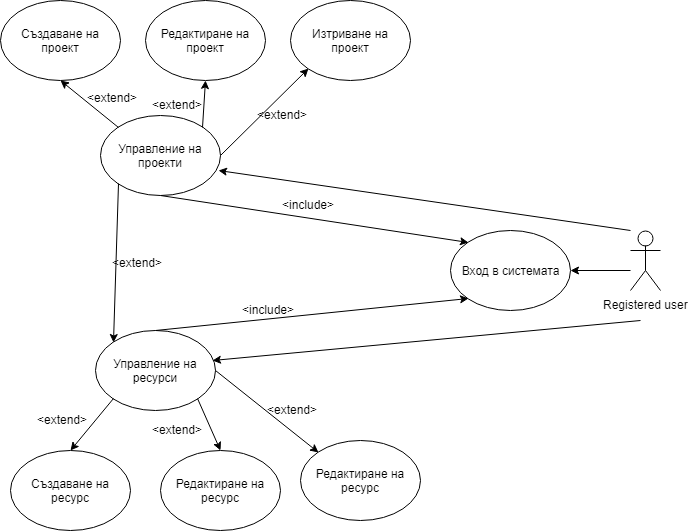 Създаване на
проект
Редактиране на
проект
Изтриване на
проект
<extend>
<extend>
<extend>
Управление на
проекти
<include>
<extend>
Вход в системата
Registered user
<include>
Управление на
ресурси
<extend>
<extend>
<extend>
Създаване на
ресурс
Редактиране на
ресурс
Редактиране на
ресурс